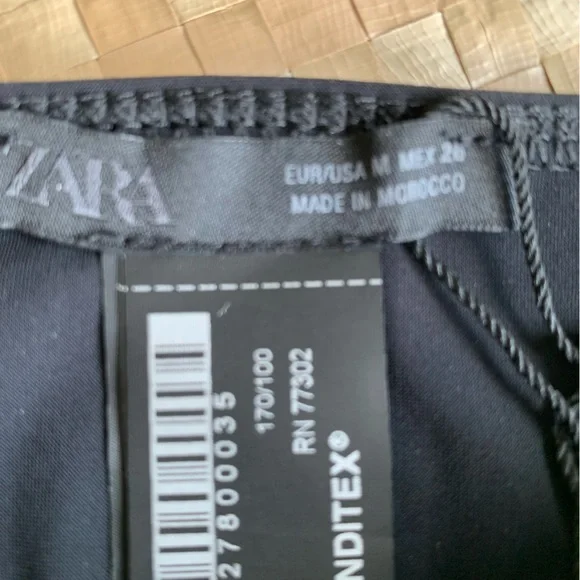 ZARA
EUR/USA M MEX 28
MADE IN MOROCCO
170/100
RN 77302
27800035
NDITEX®